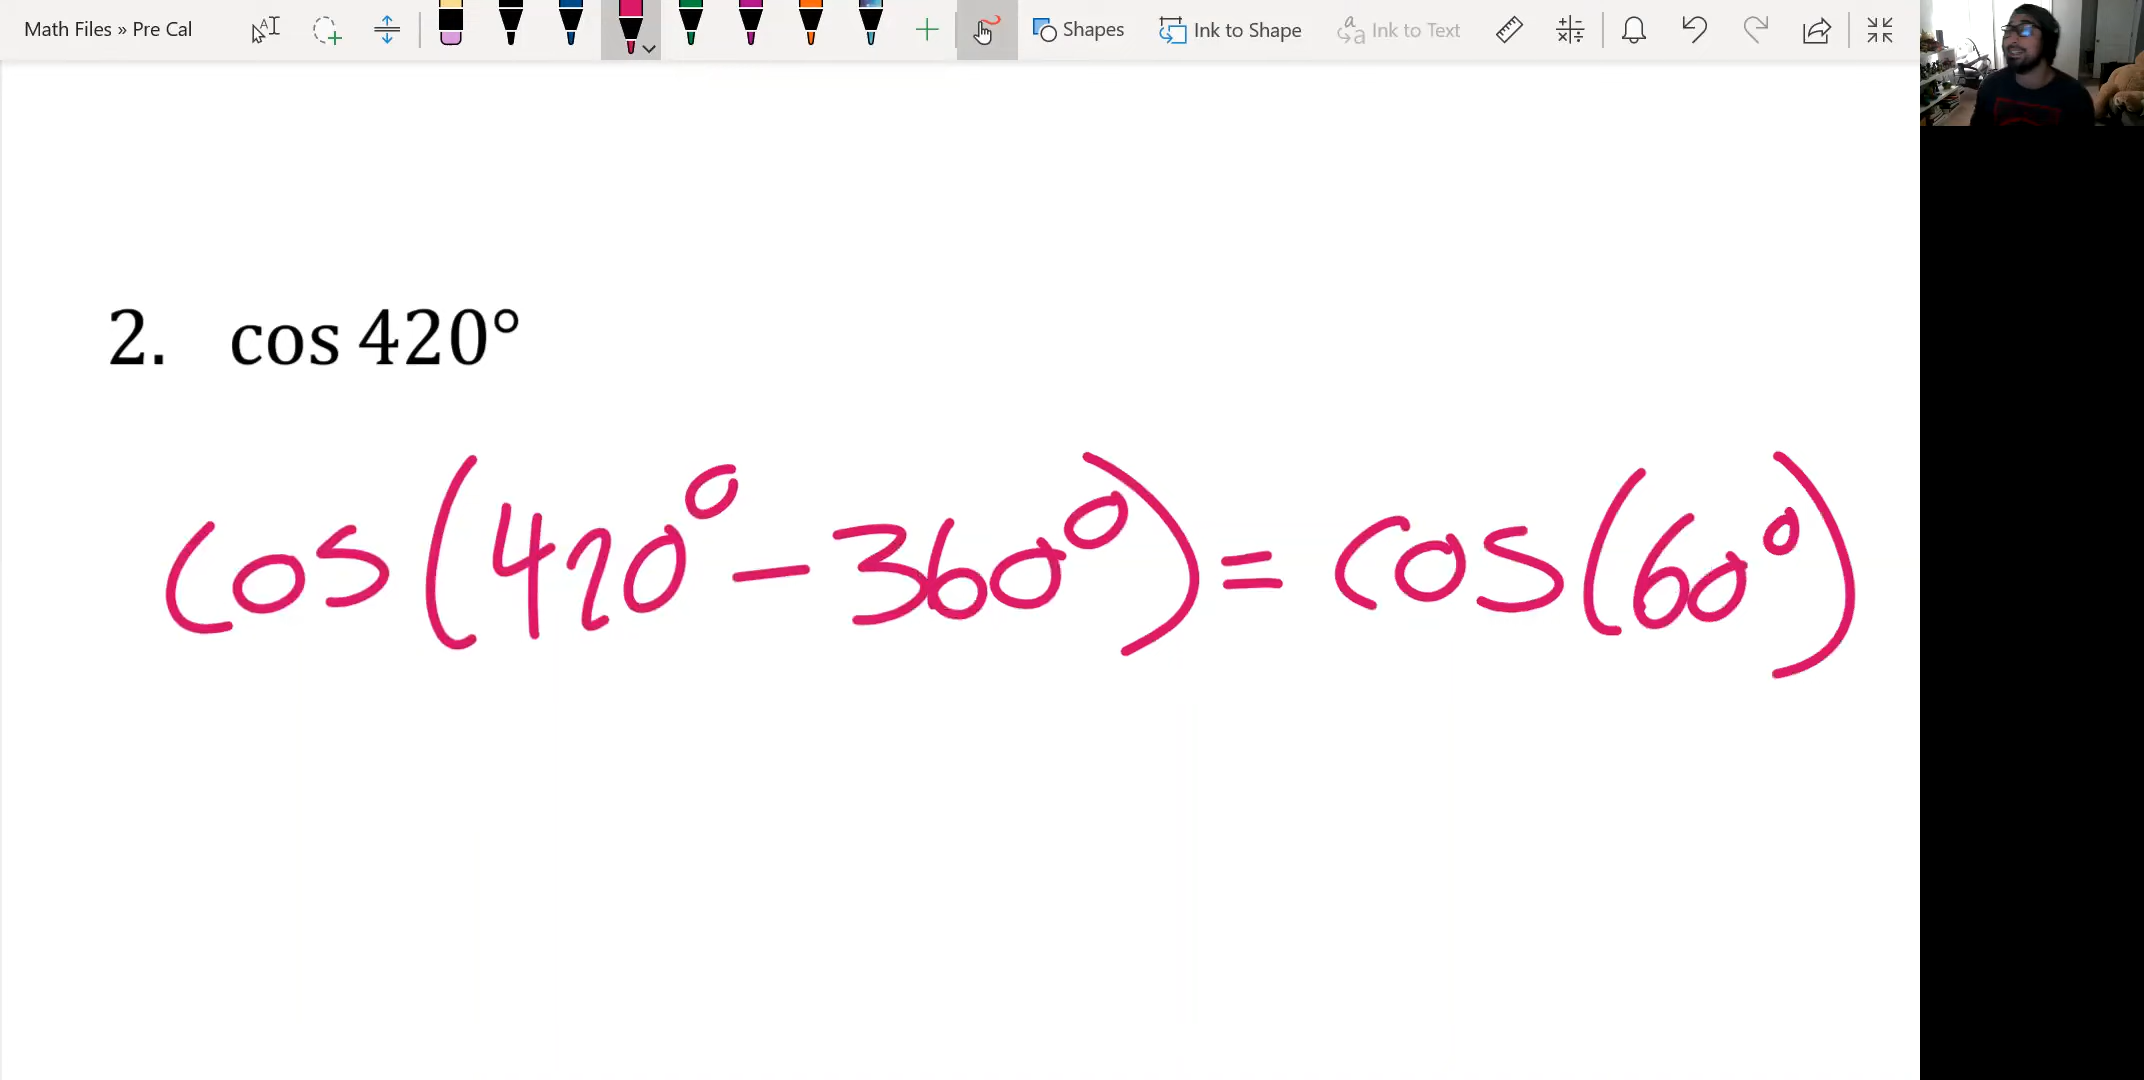 Math Files » Pre Cal Shapes Ink to Shape Ink to Text
2. cos 420°
cos(420° - 360°) = cos(60°)